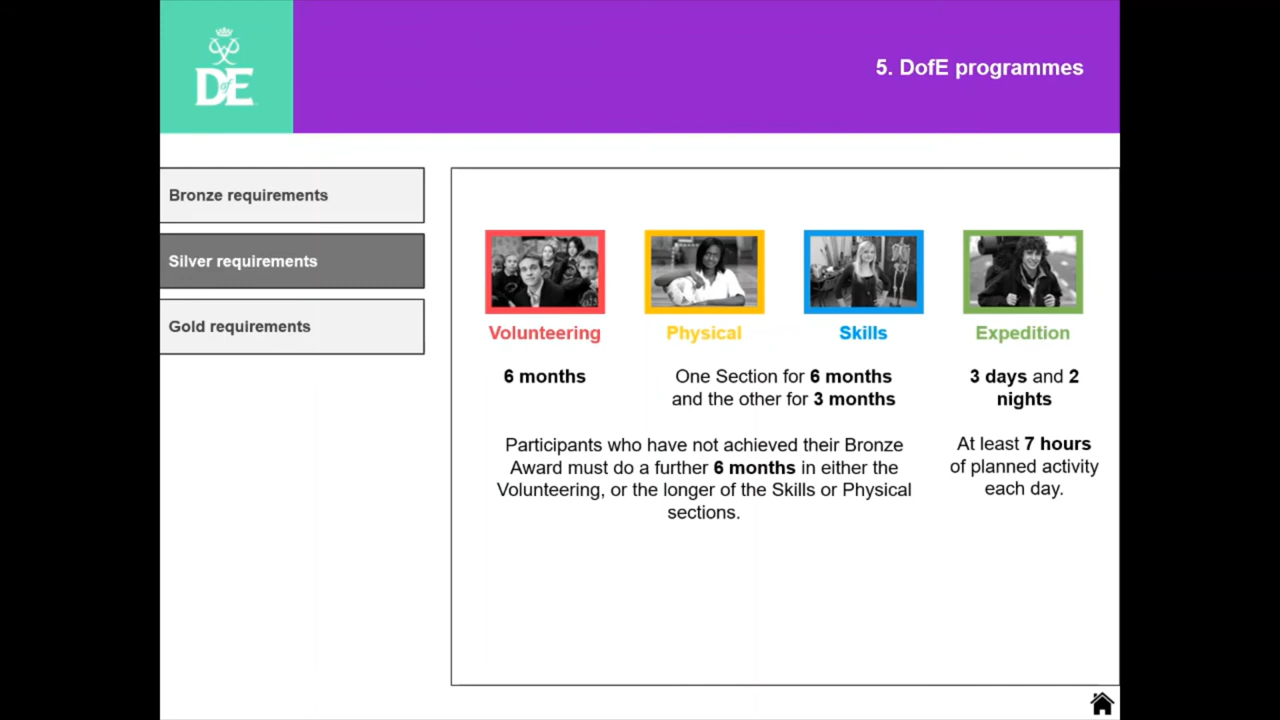 DofE
5. DofE programmes
Bronze requirements
Silver requirements
Gold requirements
Volunteering
Physical
Skills
Expedition
6 months
One Section for 6 months
and the other for 3 months
3 days and 2
nights
Participants who have not achieved their Bronze
Award must do a further 6 months in either the
Volunteering, or the longer of the Skills or Physical
sections.
At least 7 hours
of planned activity
each day.